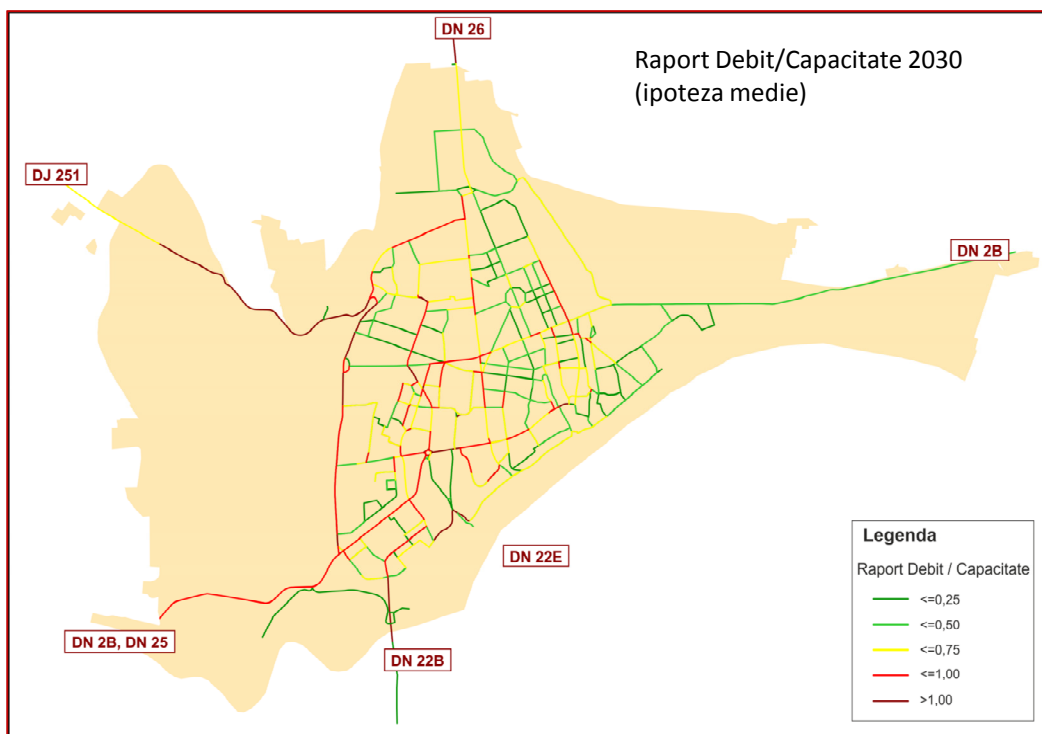 DN 26
Raport Debit/Capacitate 2030
(ipoteza medie)
DJ 251
DN 2B
DN 22E
DN 2B, DN 25
DN 22B
Legenda
Raport Debit / Capacitate
<=0,25
<=0,50
<=0,75
<=1,00
>1,00